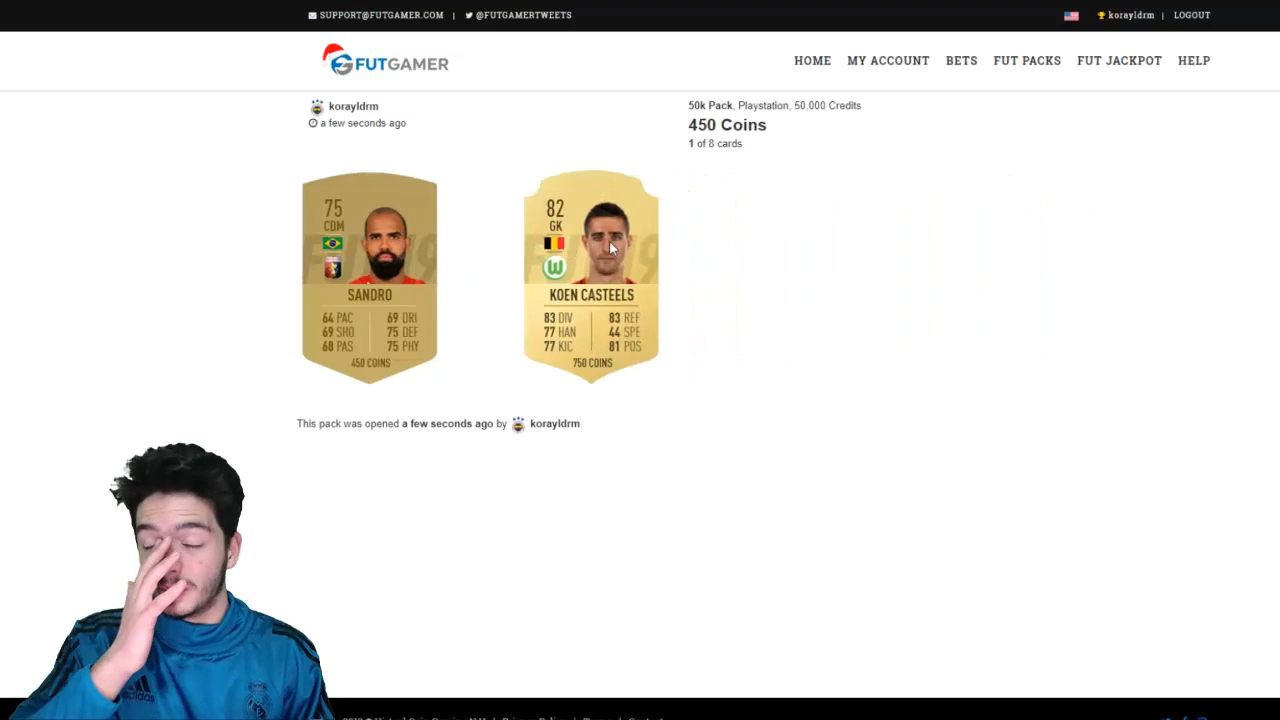 SUPPORT@FUTGAMER.COM | @FUTGAMERTWEETS korayldrm | LOGOUT
FUTGAMER HOME MY ACCOUNT BETS FUT PACKS FUT JACKPOT HELP
korayldrm
a few seconds ago
50k Pack, Playstation, 50,000 Credits
450 Coins
1 of 8 cards
75
CDM
SANDRO
64 PAC 69 DRI
69 SHO 75 DEF
68 PAS 75 PHY
450 COINS
82
GK
W
KOEN CASTEELS
83 DIV 83 REF
77 HAN 44 SPE
77 KIC 81 POS
750 COINS
This pack was opened a few seconds ago by korayldrm.
adidas